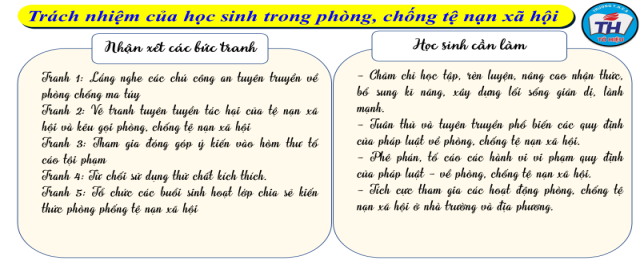 Trách nhiệm của học sinh trong phòng, chống tệ nạn xã hội
Nhận xét các bức tranh
Tranh 1: Lắng nghe các chú công an tuyên truyền về
phòng chống ma túy
Tranh 2: Vẽ tranh tuyên tuyền tác hại của tệ nạn xã
hội và kêu gọi phòng, chống tệ nạn xã hội
Tranh 3: Tham gia đóng góp ý kiến vào hòm thư tố
cáo tội phạm
Tranh 4: Từ chối sử dụng thử chất kích thích.
Tranh 5: Tổ chức các buổi sinh hoạt lớp chia sẻ kiến
thức phòng phống tệ nạn xã hội
Học sinh cần làm
- Chăm chỉ học tập, rèn luyện, nâng cao nhận thức,
bổ sung kĩ năng, xây dựng lối sống giản dị, lành
mạnh.
- Tuân thủ và tuyên truyền phổ biến các quy định
của pháp luật về phòng, chống tệ nạn xã hội.
- Phê phán, tố cáo các hành vi vi phạm quy định
của pháp luật - về phòng, chống tệ nạn xã hội.
- Tích cực tham gia các hoạt động phòng, chống tệ
nạn xã hội ở nhà trường và địa phương.
TH